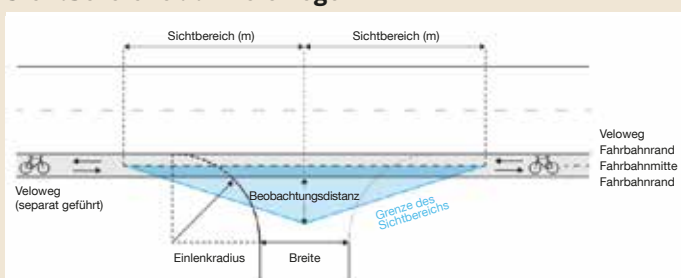 Sichtbereich (m) Sichtbereich (m)
Veloweg
Fahrbahnrand
Fahrbahnmitte
Fahrbahnrand
Veloweg
(separat geführt)
Beobachtungsdistanz
Grenze des
Sichtbereichs
Einlenkradius Breite